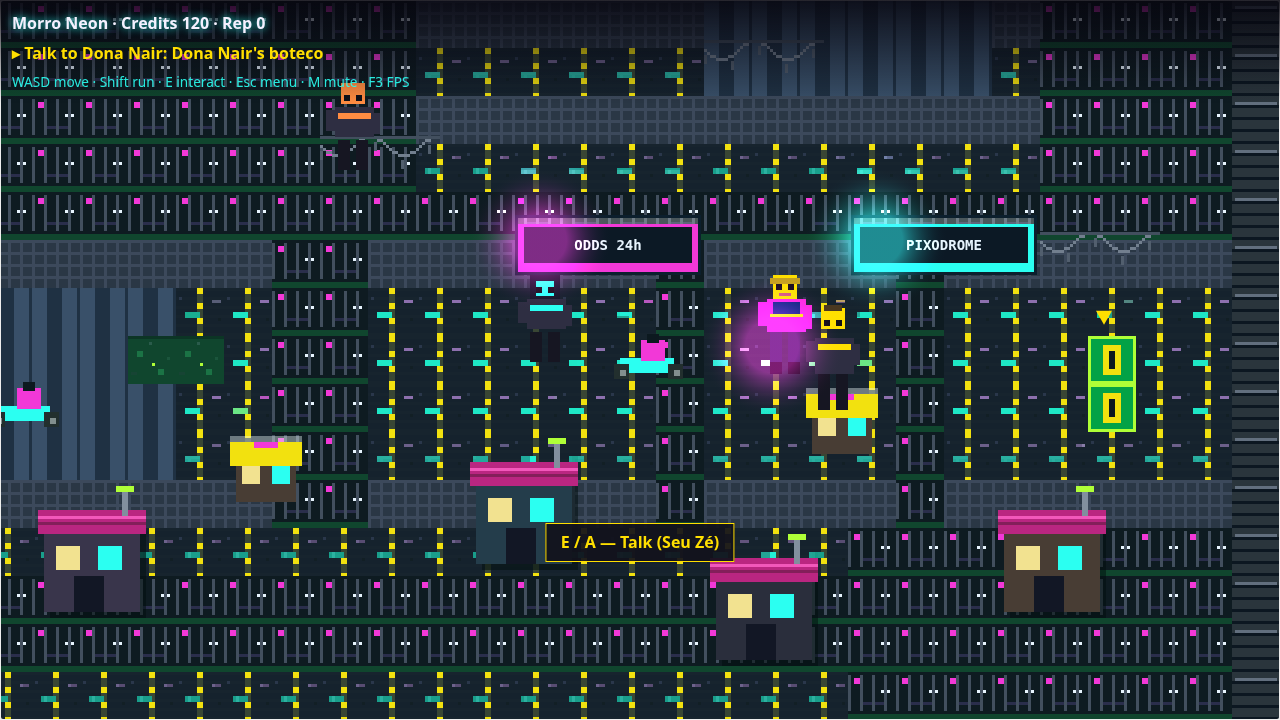 Morro Neon · Credits 120 · Rep 0
▸ Talk to Dona Nair: Dona Nair's boteco
WASD move · Shift run · E interact · Esc menu · M mute · F3 FPS
ODDS 24h
PIXODROME
E / A — Talk (Seu Zé)